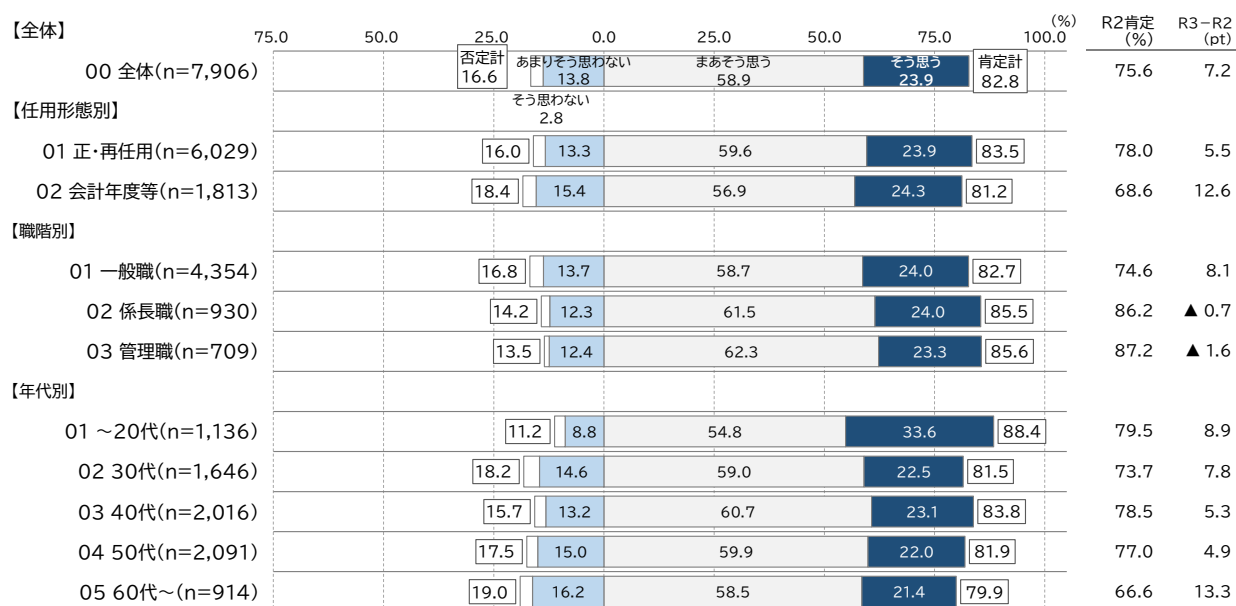 【全体】
(%)
R2肯定(%)
R3−R2(pt)
75.0 50.0 25.0 0.0 25.0 50.0 75.0 100.0
否定計 あまりそう思わない まあそう思う そう思う 肯定計
00 全体(n=7,906) 16.6 13.8 58.9 23.9 82.8 75.6 7.2
そう思わない
2.8
【任用形態別】
01 正・再任用(n=6,029) 16.0 13.3 59.6 23.9 83.5 78.0 5.5
02 会計年度等(n=1,813) 18.4 15.4 56.9 24.3 81.2 68.6 12.6
【職階別】
01 一般職(n=4,354) 16.8 13.7 58.7 24.0 82.7 74.6 8.1
02 係長職(n=930) 14.2 12.3 61.5 24.0 85.5 86.2 ▲ 0.7
03 管理職(n=709) 13.5 12.4 62.3 23.3 85.6 87.2 ▲ 1.6
【年代別】
01 ～20代(n=1,136) 11.2 8.8 54.8 33.6 88.4 79.5 8.9
02 30代(n=1,646) 18.2 14.6 59.0 22.5 81.5 73.7 7.8
03 40代(n=2,016) 15.7 13.2 60.7 23.1 83.8 78.5 5.3
04 50代(n=2,091) 17.5 15.0 59.9 22.0 81.9 77.0 4.9
05 60代～(n=914) 19.0 16.2 58.5 21.4 79.9 66.6 13.3